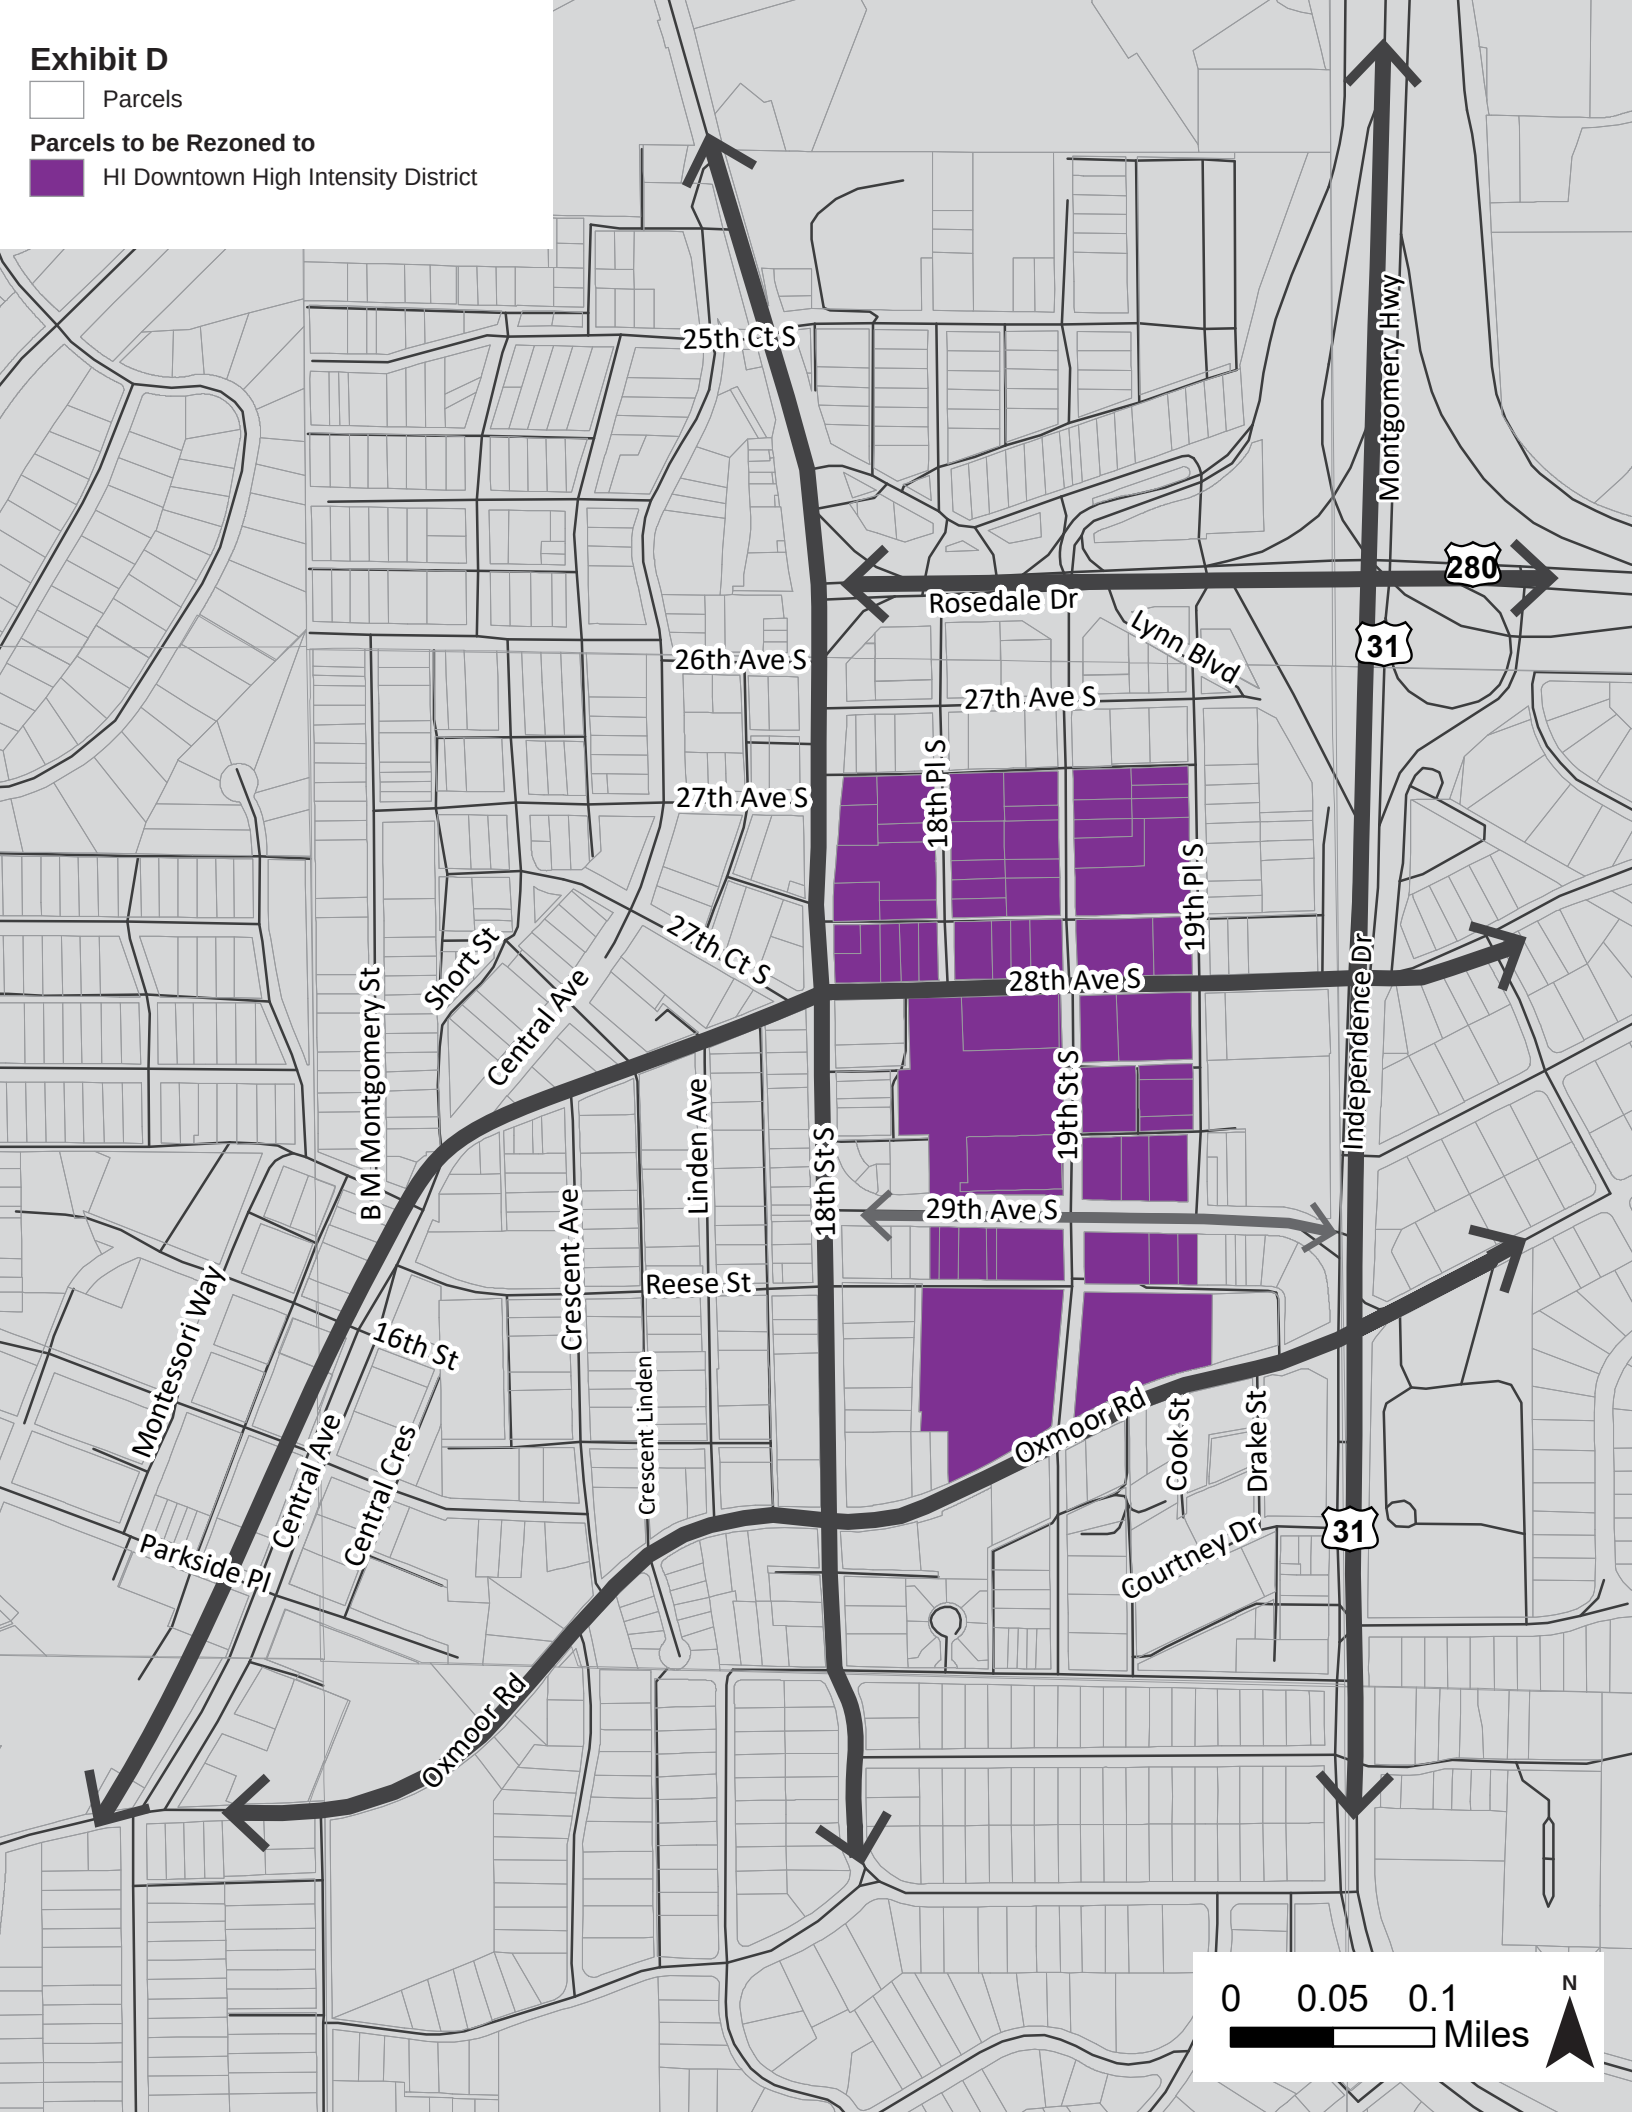 Exhibit D
Parcels
Parcels to be Rezoned to
HI Downtown High Intensity District
25th Ct S
Montgomery Hwy
280
Rosedale Dr
Lynn Blvd
31
26th Ave S
27th Ave S
18th Pl S
27th Ave S
19th Pl S
27th Ct S
Short St
28th Ave S
Central Ave
Independence Dr
B M Montgomery St
Linden Ave
19th St S
18th St S
29th Ave S
Crescent Ave
Reese St
Montessori Way
16th St
Crescent Linden
Oxmoor Rd
Cook St
Drake St
Central Ave
Central Cres
31
Parkside Pl
Courtney Dr
Oxmoor Rd
0 0.05 0.1
Miles
N